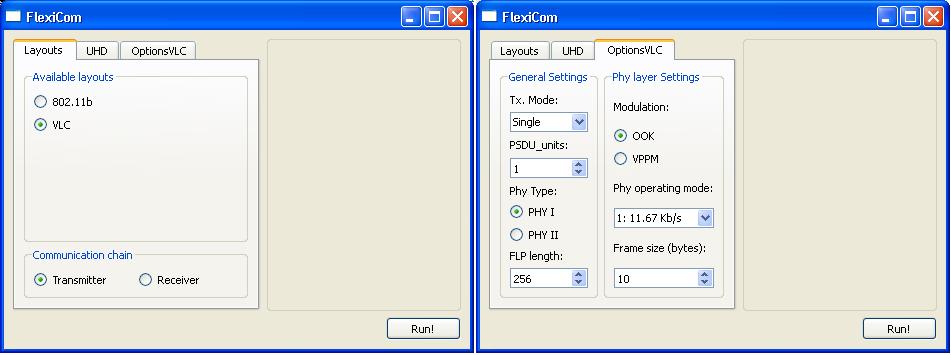 FlexiCom
Layouts UHD OptionsVLC
Available layouts
802.11b
VLC
Communication chain
Transmitter Receiver
Run!
FlexiCom
Layouts UHD OptionsVLC
General Settings
Tx. Mode:
Single
PSDU_units:
1
Phy Type:
PHY I
PHY II
FLP length:
256
Phy layer Settings
Modulation:
OOK
VPPM
Phy operating mode:
1: 11.67 Kb/s
Frame size (bytes):
10
Run!